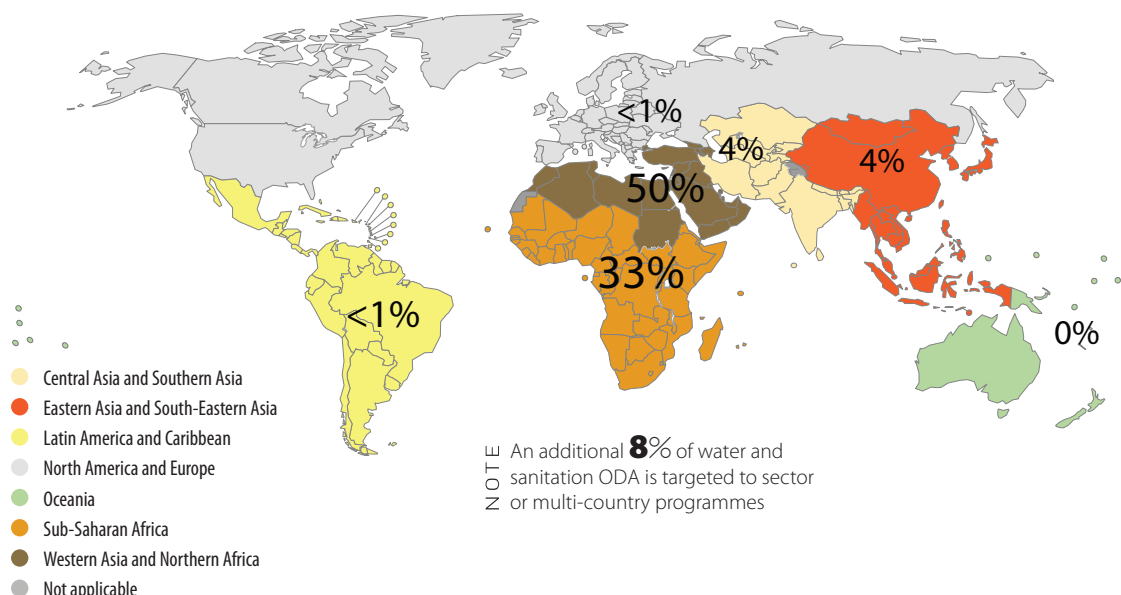 <1%
4%
4%
50%
33%
<1%
0%
Central Asia and Southern Asia
Eastern Asia and South-Eastern Asia
Latin America and Caribbean
North America and Europe
Oceania
Sub-Saharan Africa
Western Asia and Northern Africa
Not applicable
NOTE
An additional 8% of water and
sanitation ODA is targeted to sector
or multi-country programmes